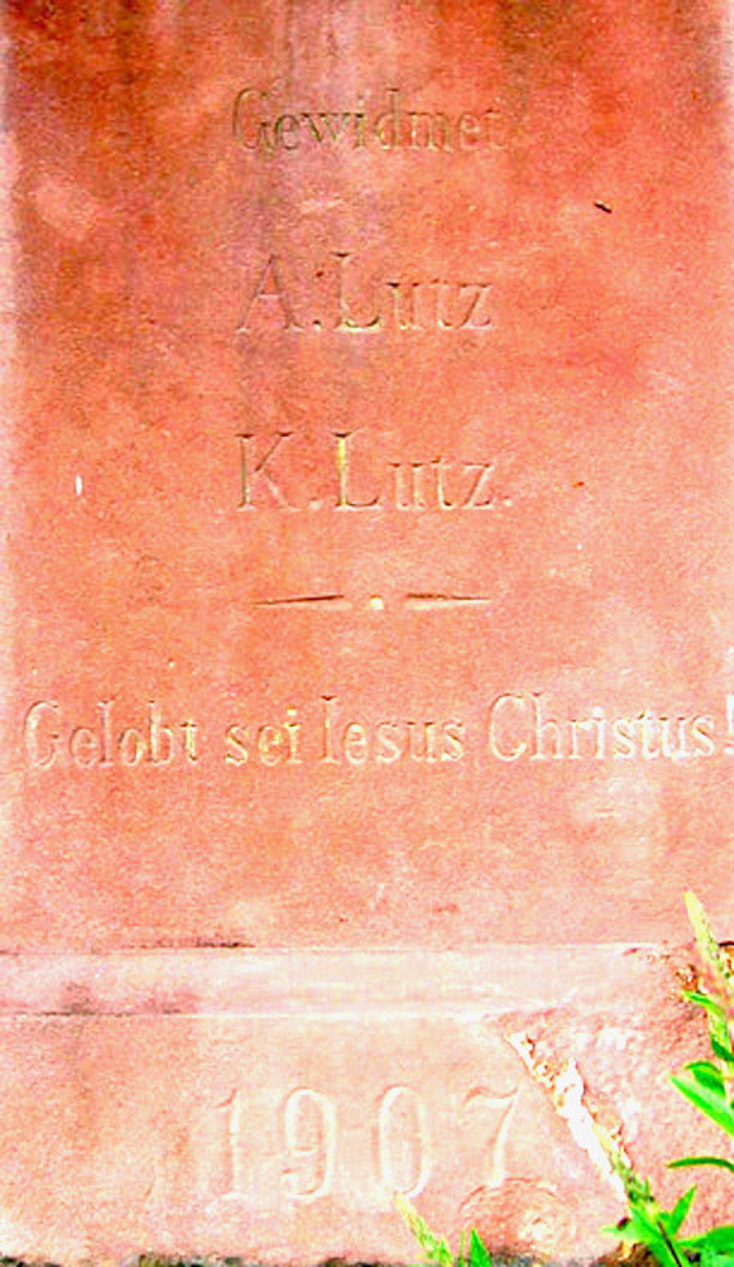 Gewidmet
A. Lutz
K. Lutz.
Gelobt sei Iesus Christus!
1907